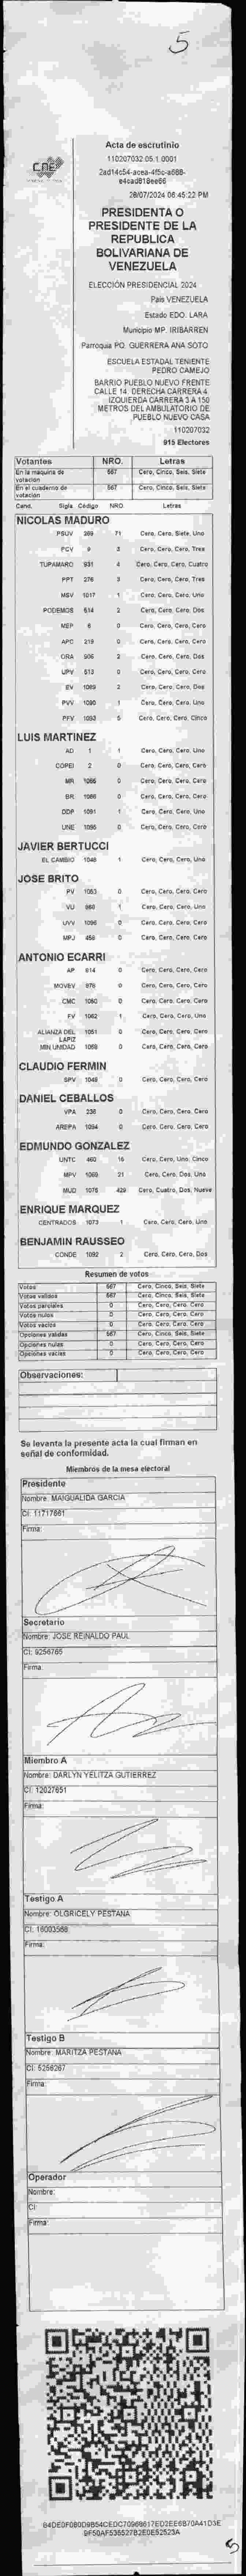 5
CNE
Acta de escrutinio
110207032.05.1.0001
2ad14c54-acea-4f5c-a568-
e4cad819ee66
28/07/2024 06:45:22 PM
PRESIDENTA O
PRESIDENTE DE LA
REPUBLICA
BOLIVARIANA DE
VENEZUELA
ELECCIÓN PRESIDENCIAL 2024
País VENEZUELA
Estado EDO. LARA
Municipio MP. IRIBARREN
Parroquia PQ. GUERRERA ANA SOTO
ESCUELA ESTADAL TENIENTE
PEDRO CAMEJO
BARRIO PUEBLO NUEVO FRENTE
CALLE 14 DERECHA CARRERA 4
IZQUIERDA CARRERA 3 A 150
METROS DEL AMBULATORIO DE
PUEBLO NUEVO CASA
110207032
915 Electores
Votantes NRO. Letras
En la maquina de votación 567 Cero, Cinco, Seis, Siete
En el cuaderno de votación 567 Cero, Cinco, Seis, Siete
Cand. Sigla Código NRO. Letras
NICOLAS MADURO
PSUV 269 71 Cero, Cero, Siete, Uno
PCV 9 3 Cero, Cero, Cero, Tres
TUPAMARO 931 4 Cero, Cero, Cero, Cuatro
PPT 276 3 Cero, Cero, Cero, Tres
MSV 1017 1 Cero, Cero, Cero, Uno
PODEMOS 514 2 Cero, Cero, Cero, Dos
MEP 6 0 Cero, Cero, Cero, Cero
APC 219 0 Cero, Cero, Cero, Cero
ORA 906 2 Cero, Cero, Cero, Dos
UPV 513 0 Cero, Cero, Cero, Cero
EV 1089 2 Cero, Cero, Cero, Dos
PVV 1090 1 Cero, Cero, Cero, Uno
PFV 1093 5 Cero, Cero, Cero, Cinco
LUIS MARTINEZ
AD 1 1 Cero, Cero, Cero, Uno
COPEI 2 0 Cero, Cero, Cero, Cero
MR 1065 0 Cero, Cero, Cero, Cero
BR 1086 0 Cero, Cero, Cero, Cero
DDP 1091 1 Cero, Cero, Cero, Uno
UNE 1095 0 Cero, Cero, Cero, Cero
JAVIER BERTUCCI
EL CAMBIO 1048 1 Cero, Cero, Cero, Uno
JOSE BRITO
PV 1053 0 Cero, Cero, Cero, Cero
VU 960 1 Cero, Cero, Cero, Uno
UVV 1096 0 Cero, Cero, Cero, Cero
MPJ 456 0 Cero, Cero, Cero, Cero
ANTONIO ECARRI
AP 814 0 Cero, Cero, Cero, Cero
MOVEV 978 0 Cero, Cero, Cero, Cero
CMC 1060 0 Cero, Cero, Cero, Cero
FV 1062 1 Cero, Cero, Cero, Uno
ALIANZA DEL LAPIZ 1051 0 Cero, Cero, Cero, Cero
MIN UNIDAD 1058 0 Cero, Cero, Cero, Cero
CLAUDIO FERMIN
SPV 1049 0 Cero, Cero, Cero, Cero
DANIEL CEBALLOS
VPA 236 0 Cero, Cero, Cero, Cero
AREPA 1094 0 Cero, Cero, Cero, Cero
EDMUNDO GONZALEZ
UNTC 460 15 Cero, Cero, Uno, Cinco
MPV 1069 21 Cero, Cero, Dos, Uno
MUD 1075 429 Cero, Cuatro, Dos, Nueve
ENRIQUE MARQUEZ
CENTRADOS 1073 1 Cero, Cero, Cero, Uno
BENJAMIN RAUSSEO
CONDE 1092 2 Cero, Cero, Cero, Dos
Resumen de votos
Votos 567 Cero, Cinco, Seis, Siete
Votos validos 567 Cero, Cinco, Seis, Siete
Votos parciales 0 Cero, Cero, Cero, Cero
Votos nulos 0 Cero, Cero, Cero, Cero
Votos vacíos 0 Cero, Cero, Cero, Cero
Opciones validas 567 Cero, Cinco, Seis, Siete
Opciones nulas 0 Cero, Cero, Cero, Cero
Opciones vacías 0 Cero, Cero, Cero, Cero
Observaciones:
Se levanta la presente acta la cual firman en
señal de conformidad.
Miembros de la mesa electoral
Presidente
Nombre: MAIGUALIDA GARCIA
CI: 11717661
Firma:
Secretario
Nombre: JOSE REINALDO PAUL
CI: 9256765
Firma:
Miembro A
Nombre: DARLYN YELITZA GUTIERREZ
CI: 12027651
Firma:
Testigo A
Nombre: OLGRICELY PESTANA
CI: 16003568
Firma:
Testigo B
Nombre: MARITZA PESTANA
CI: 5256267
Firma:
Operador
Nombre:
CI:
Firma:
5